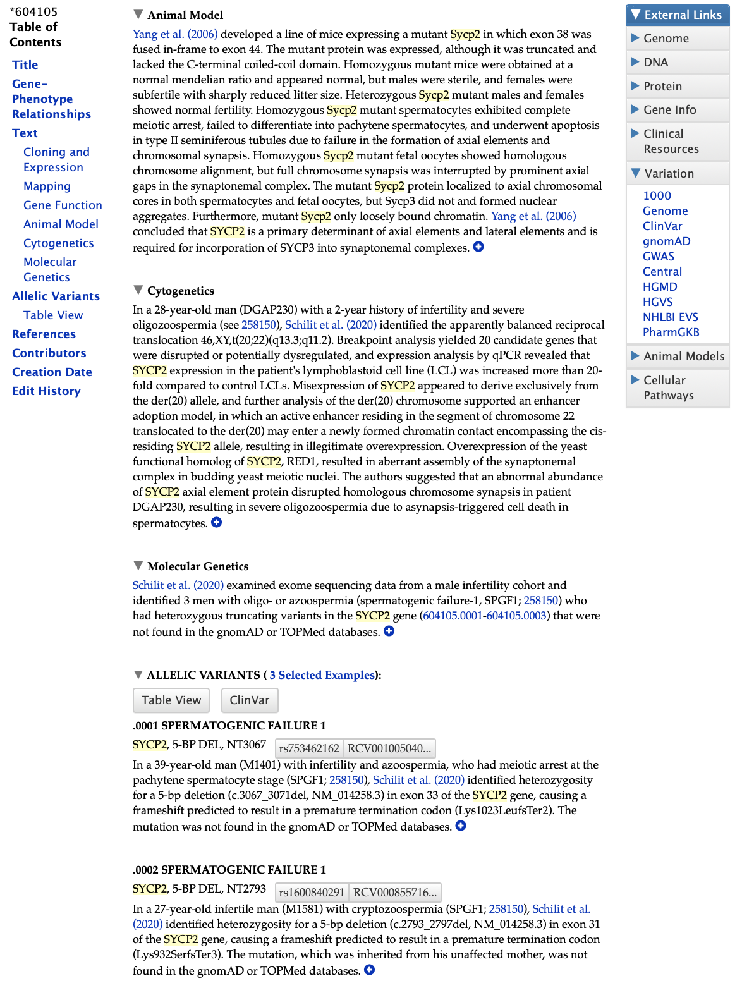 *604105
Table of
Contents
Title
Gene-
Phenotype
Relationships
Text
Cloning and
Expression
Mapping
Gene Function
Animal Model
Cytogenetics
Molecular
Genetics
Allelic Variants
Table View
References
Contributors
Creation Date
Edit History
Animal Model
Yang et al. (2006) developed a line of mice expressing a mutant Sycp2 in which exon 38 was
fused in-frame to exon 44. The mutant protein was expressed, although it was truncated and
lacked the C-terminal coiled-coil domain. Homozygous mutant mice were obtained at a
normal mendelian ratio and appeared normal, but males were sterile, and females were
subfertile with sharply reduced litter size. Heterozygous Sycp2 mutant males and females
showed normal fertility. Homozygous Sycp2 mutant spermatocytes exhibited complete
meiotic arrest, failed to differentiate into pachytene spermatocytes, and underwent apoptosis
in type II seminiferous tubules due to failure in the formation of axial elements and
chromosomal synapsis. Homozygous Sycp2 mutant fetal oocytes showed homologous
chromosome alignment, but full chromosome synapsis was interrupted by prominent axial
gaps in the synaptonemal complex. The mutant Sycp2 protein localized to axial chromosomal
cores in both spermatocytes and fetal oocytes, but Sycp3 did not and formed nuclear
aggregates. Furthermore, mutant Sycp2 only loosely bound chromatin. Yang et al. (2006)
concluded that SYCP2 is a primary determinant of axial elements and lateral elements and is
required for incorporation of SYCP3 into synaptonemal complexes.
Cytogenetics
In a 28-year-old man (DGAP230) with a 2-year history of infertility and severe
oligozoospermia (see 258150), Schilit et al. (2020) identified the apparently balanced reciprocal
translocation 46,XY,t(20;22)(q13.3;q11.2). Breakpoint analysis yielded 20 candidate genes that
were disrupted or potentially dysregulated, and expression analysis by qPCR revealed that
SYCP2 expression in the patient's lymphoblastoid cell line (LCL) was increased more than 20-
fold compared to control LCLs. Misexpression of SYCP2 appeared to derive exclusively from
the der(20) allele, and further analysis of the der(20) chromosome supported an enhancer
adoption model, in which an active enhancer residing in the segment of chromosome 22
translocated to the der(20) may enter a newly formed chromatin contact encompassing the cis-
residing SYCP2 allele, resulting in illegitimate overexpression. Overexpression of the yeast
functional homolog of SYCP2, RED1, resulted in aberrant assembly of the synaptonemal
complex in budding yeast meiotic nuclei. The authors suggested that an abnormal abundance
of SYCP2 axial element protein disrupted homologous chromosome synapsis in patient
DGAP230, resulting in severe oligozoospermia due to asynapsis-triggered cell death in
spermatocytes.
Molecular Genetics
Schilit et al. (2020) examined exome sequencing data from a male infertility cohort and
identified 3 men with oligo- or azoospermia (spermatogenic failure-1, SPGF1; 258150) who
had heterozygous truncating variants in the SYCP2 gene (604105.0001-604105.0003) that were
not found in the gnomAD or TOPMed databases.
ALLELIC VARIANTS ( 3 Selected Examples):
Table View ClinVar
.0001 SPERMATOGENIC FAILURE 1
SYCP2, 5-BP DEL, NT3067 rs753462162 RCV001005040...
In a 39-year-old man (M1401) with infertility and azoospermia, who had meiotic arrest at the
pachytene spermatocyte stage (SPGF1; 258150), Schilit et al. (2020) identified heterozygosity
for a 5-bp deletion (c.3067_3071del, NM_014258.3) in exon 33 of the SYCP2 gene, causing a
frameshift predicted to result in a premature termination codon (Lys1023LeufsTer2). The
mutation was not found in the gnomAD or TOPMed databases.
.0002 SPERMATOGENIC FAILURE 1
SYCP2, 5-BP DEL, NT2793 rs1600840291 RCV000855716...
In a 27-year-old infertile man (M1581) with cryptozoospermia (SPGF1; 258150), Schilit et al.
(2020) identified heterozygosity for a 5-bp deletion (c.2793_2797del, NM_014258.3) in exon 31
of the SYCP2 gene, causing a frameshift predicted to result in a premature termination codon
(Lys932SerfsTer3). The mutation, which was inherited from his unaffected mother, was not
found in the gnomAD or TOPMed databases.
External Links
Genome
DNA
Protein
Gene Info
Clinical
Resources
Variation
1000
Genome
ClinVar
gnomAD
GWAS
Central
HGMD
HGVS
NHLBI EVS
PharmGKB
Animal Models
Cellular
Pathways